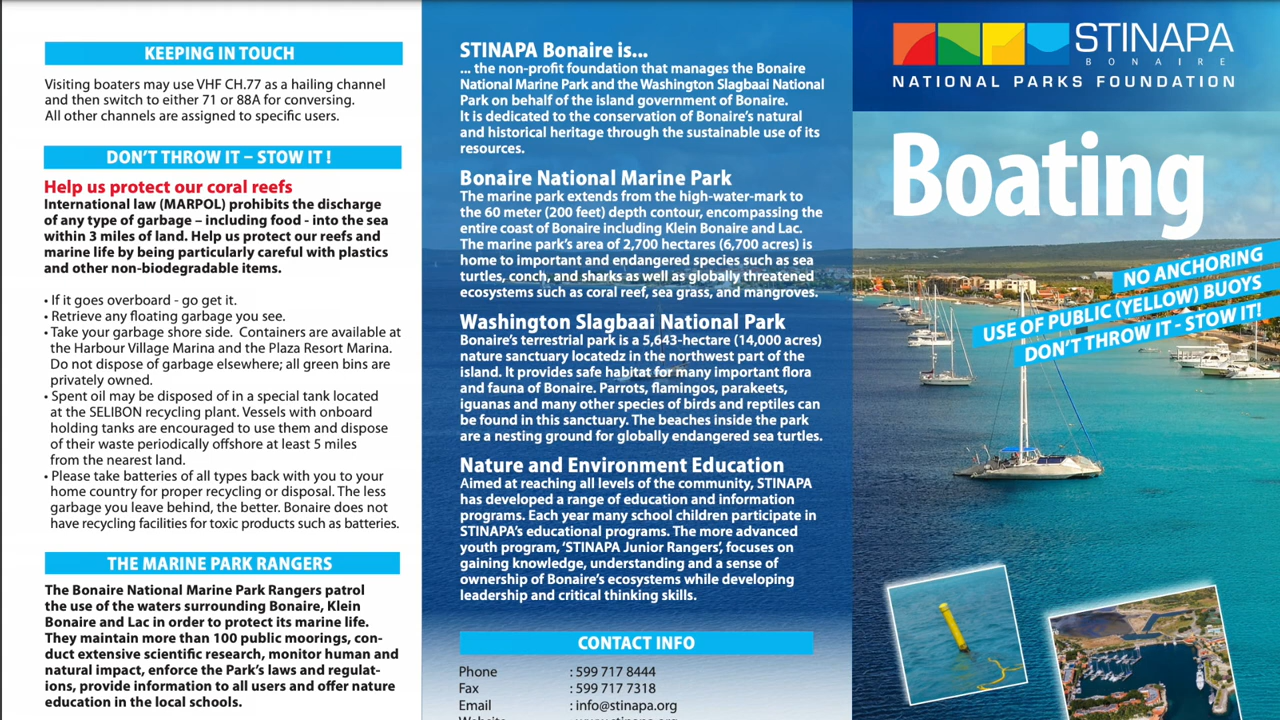 KEEPING IN TOUCH
Visiting boaters may use VHF CH.77 as a hailing channel
and then switch to either 71 or 88A for conversing.
All other channels are assigned to specific users.
DON'T THROW IT – STOW IT !
Help us protect our coral reefs
International law (MARPOL) prohibits the discharge
of any type of garbage – including food - into the sea
within 3 miles of land. Help us protect our reefs and
marine life by being particularly careful with plastics
and other non-biodegradable items.
• If it goes overboard - go get it.
• Retrieve any floating garbage you see.
• Take your garbage shore side. Containers are available at
the Harbour Village Marina and the Plaza Resort Marina.
Do not dispose of garbage elsewhere; all green bins are
privately owned.
• Spent oil may be disposed of in a special tank located
at the SELIBON recycling plant. Vessels with onboard
holding tanks are encouraged to use them and dispose
of their waste periodically offshore at least 5 miles
from the nearest land.
• Please take batteries of all types back with you to your
home country for proper recycling or disposal. The less
garbage you leave behind, the better. Bonaire does not
have recycling facilities for toxic products such as batteries.
THE MARINE PARK RANGERS
The Bonaire National Marine Park Rangers patrol
the use of the waters surrounding Bonaire, Klein
Bonaire and Lac in order to protect its marine life.
They maintain more than 100 public moorings, con-
duct extensive scientific research, monitor human and
natural impact, enforce the Park's laws and regulat-
ions, provide information to all users and offer nature
education in the local schools.
STINAPA Bonaire is...
... the non-profit foundation that manages the Bonaire
National Marine Park and the Washington Slagbaai National
Park on behalf of the island government of Bonaire.
It is dedicated to the conservation of Bonaire's natural
and historical heritage through the sustainable use of its
resources.
Bonaire National Marine Park
The marine park extends from the high-water-mark to
the 60 meter (200 feet) depth contour, encompassing the
entire coast of Bonaire including Klein Bonaire and Lac.
The marine park's area of 2,700 hectares (6,700 acres) is
home to important and endangered species such as sea
turtles, conch, and sharks as well as globally threatened
ecosystems such as coral reef, sea grass, and mangroves.
Washington Slagbaai National Park
Bonaire's terrestrial park is a 5,643-hectare (14,000 acres)
nature sanctuary locatedz in the northwest part of the
island. It provides safe habitat for many important flora
and fauna of Bonaire. Parrots, flamingos, parakeets,
iguanas and many other species of birds and reptiles can
be found in this sanctuary. The beaches inside the park
are a nesting ground for globally endangered sea turtles.
Nature and Environment Education
Aimed at reaching all levels of the community, STINAPA
has developed a range of education and information
programs. Each year many school children participate in
STINAPA's educational programs. The more advanced
youth program, 'STINAPA Junior Rangers', focuses on
gaining knowledge, understanding and a sense of
ownership of Bonaire's ecosystems while developing
leadership and critical thinking skills.
CONTACT INFO
Phone : 599 717 8444
Fax : 599 717 7318
Email : info@stinapa.org
STINAPA
BONAIRE
NATIONAL PARKS FOUNDATION
Boating
NO ANCHORING
USE OF PUBLIC (YELLOW) BUOYS
DON'T THROW IT - STOW IT!